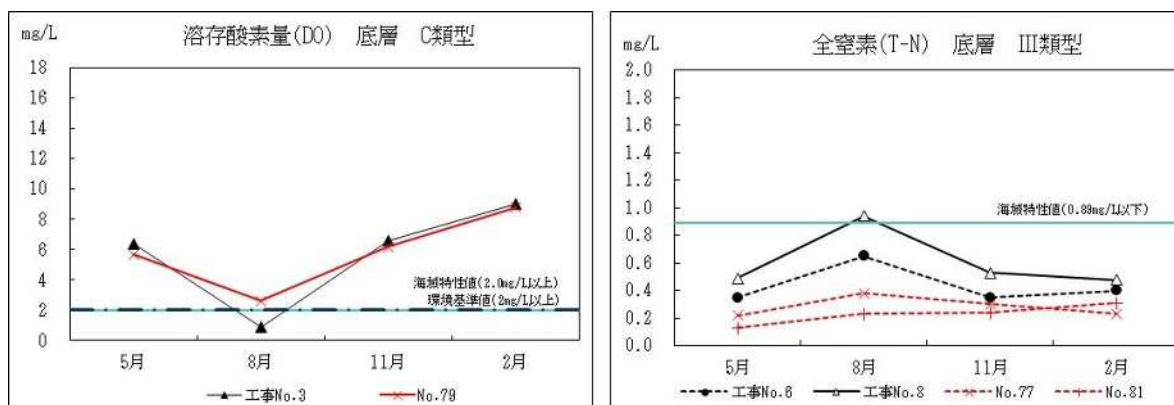 溶存酸素量(DO) 底層 C類型
mg/L
18
16
14
12
10
8
6
4
2
0
海域特性値(2.0mg/L以上)
環境基準値(2mg/L以上)
5月 8月 11月 2月
工事No.3 No.79
全窒素(T-N) 底層 III類型
mg/L
2.0
1.8
1.6
1.4
1.2
1.0
0.8
0.6
0.4
0.2
0.0
海域特性値(0.89mg/L以下)
5月 8月 11月 2月
工事No.6 工事No.8 No.77 No.81